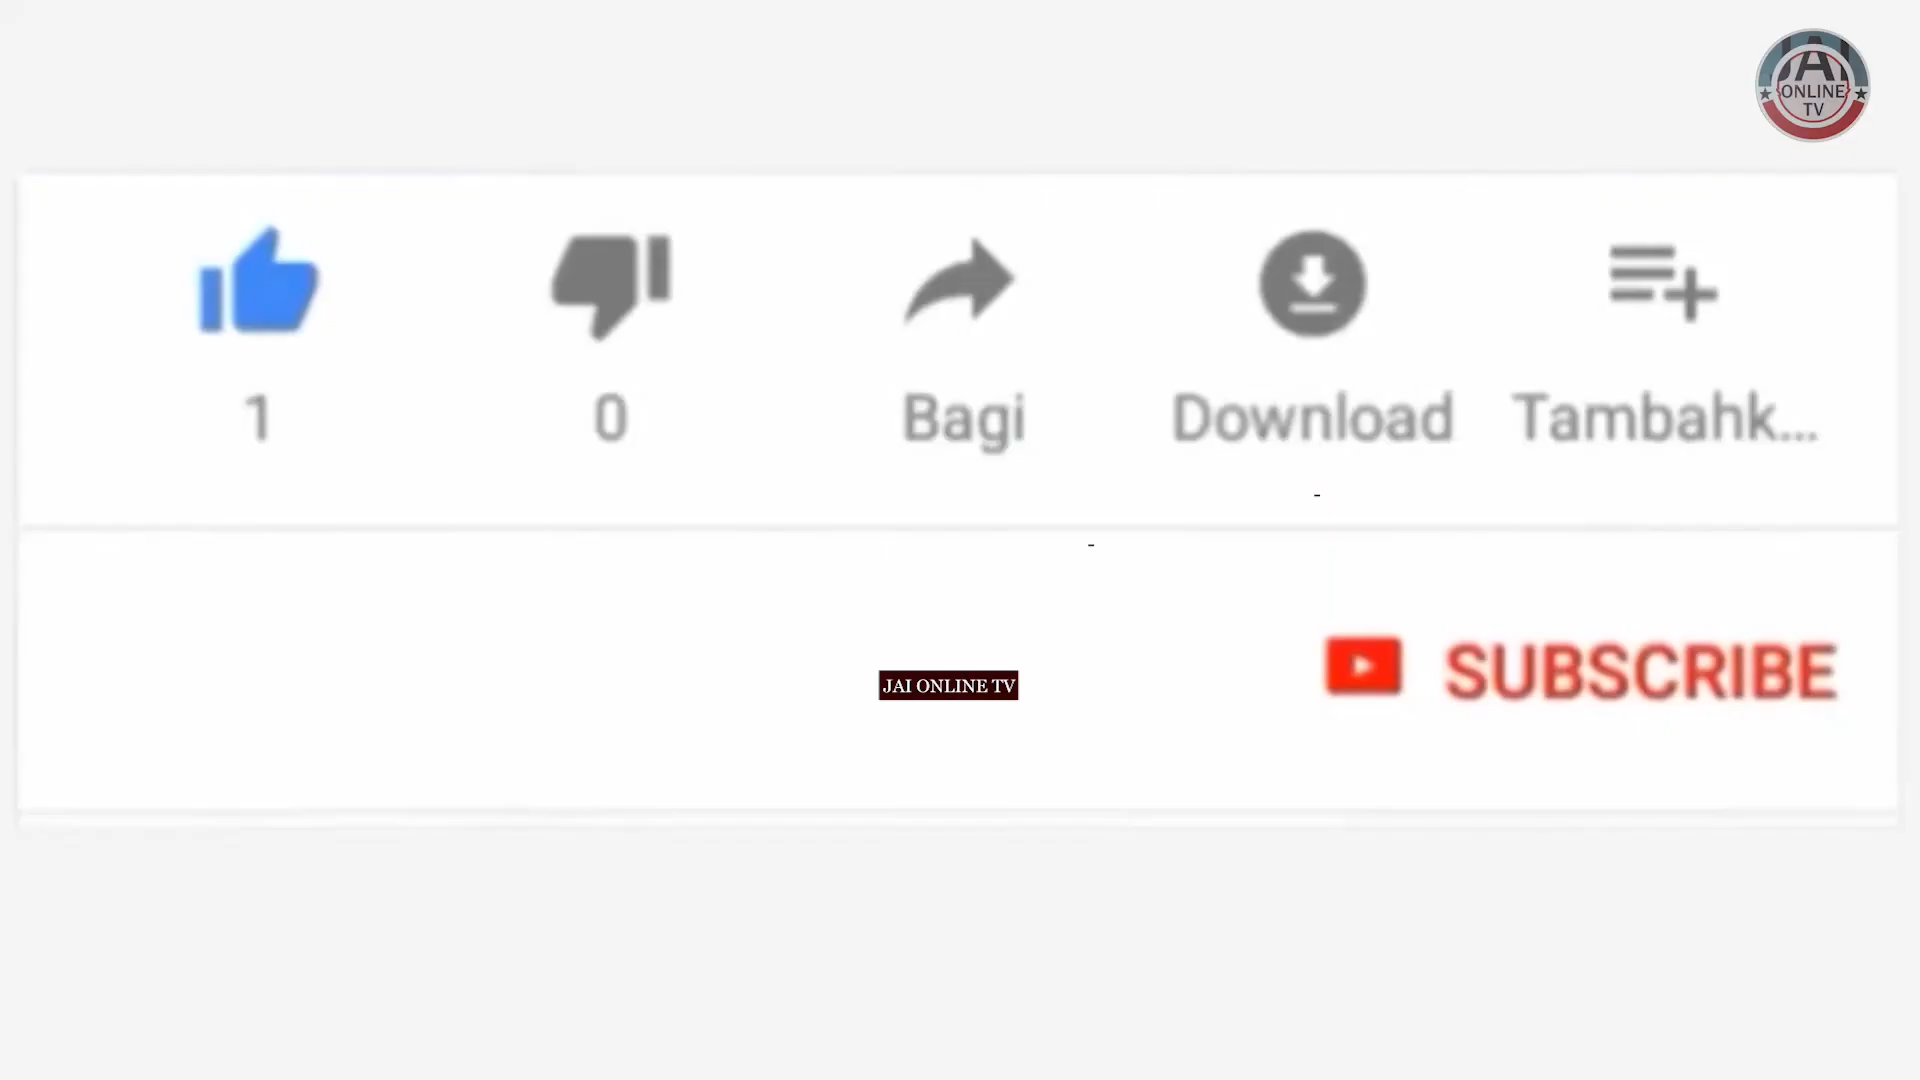 JAI
ONLINE
TV
1
0
Bagi
Download
Tambahk...
-
-
JAI ONLINE TV
SUBSCRIBE